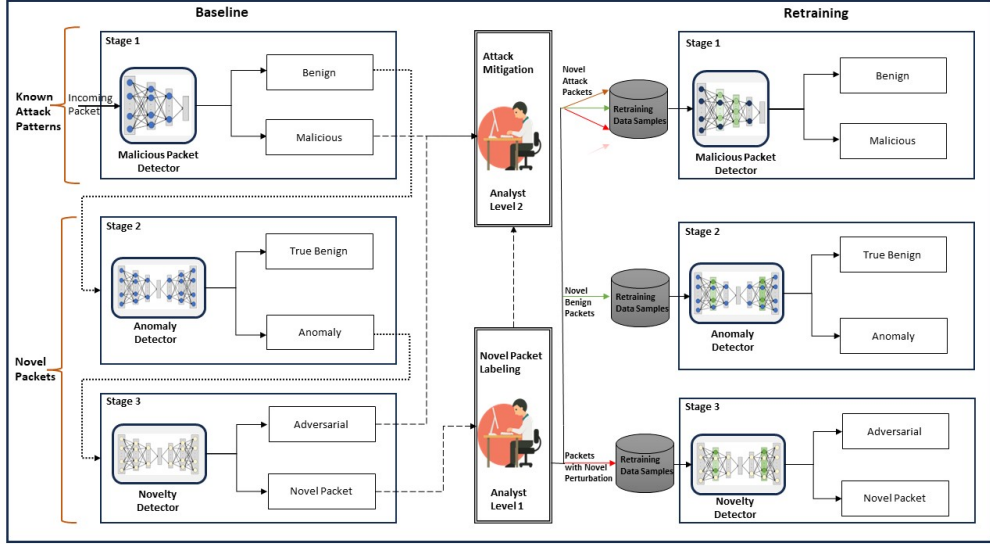 Baseline
Retraining
Known
Attack
Patterns
Incoming
Packet
Stage 1
Malicious Packet
Detector
Benign
Malicious
Novel
Packets
Stage 2
Anomaly
Detector
True Benign
Anomaly
Stage 3
Novelty
Detector
Adversarial
Novel Packet
Attack
Mitigation
Analyst
Level 2
Novel Packet
Labeling
Analyst
Level 1
Novel
Attack
Packets
Retraining
Data Samples
Novel
Benign
Packets
Retraining
Data Samples
Packets
with Novel
Perturbation
Retraining
Data Samples
Stage 1
Malicious Packet
Detector
Benign
Malicious
Stage 2
Anomaly
Detector
True Benign
Anomaly
Stage 3
Novelty
Detector
Adversarial
Novel Packet